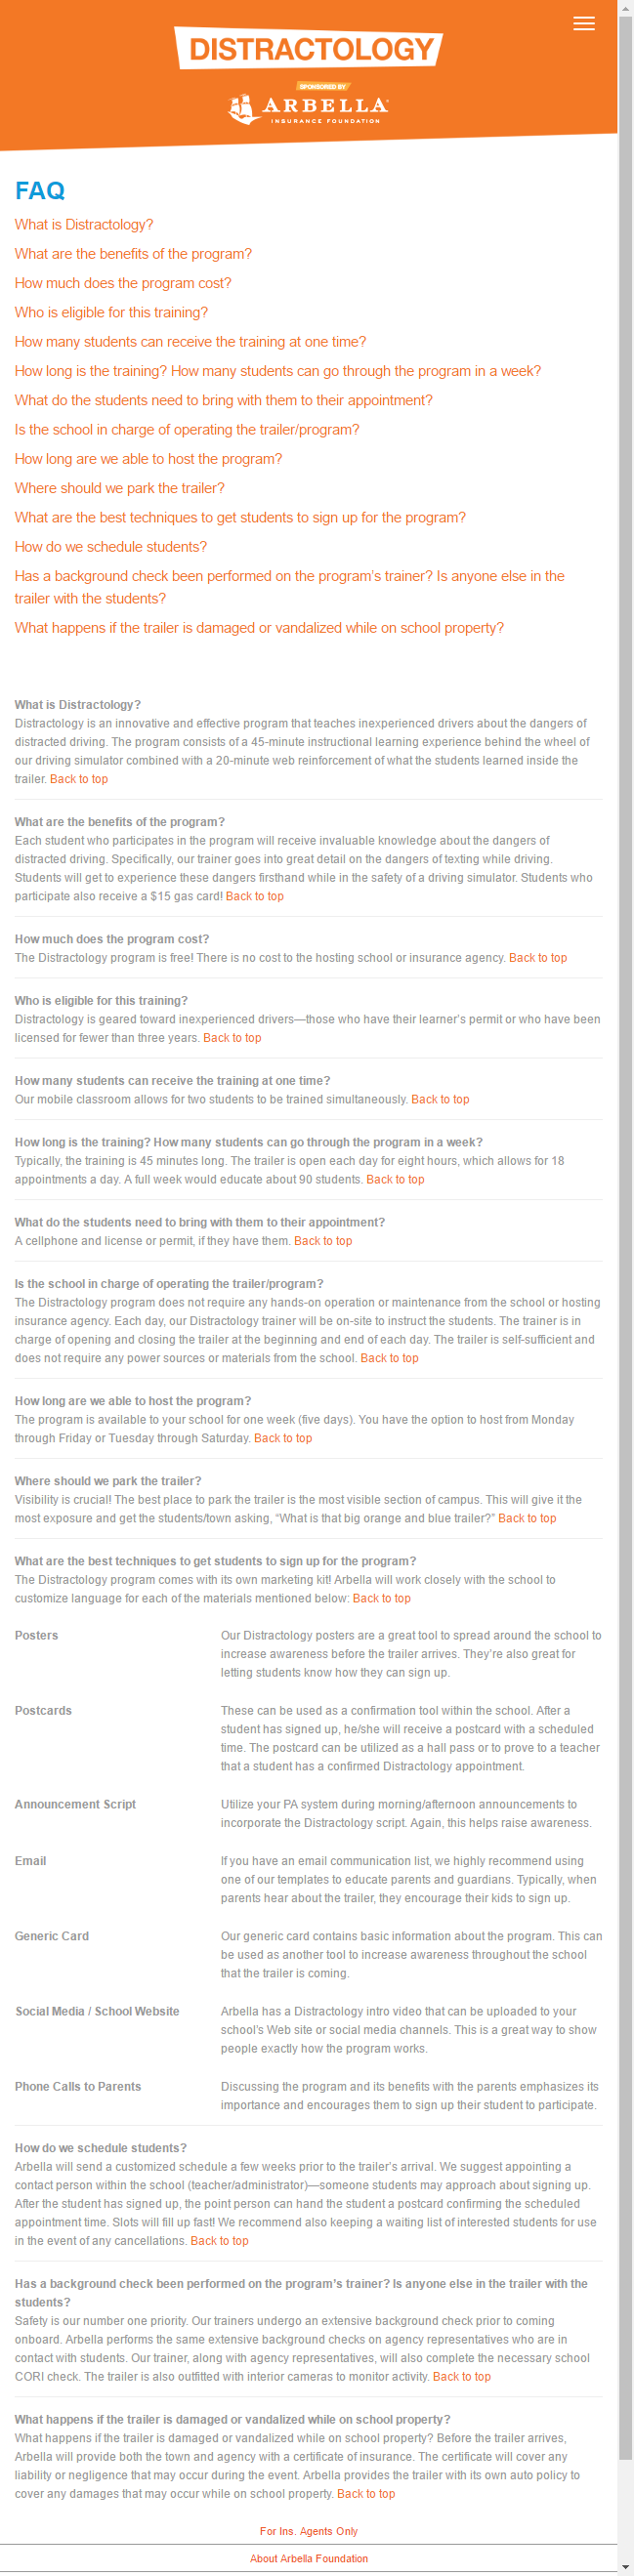 DISTRACTOLOGY
SPONSORED BY
ARBELLA
INSURANCE FOUNDATION
FAQ
What is Distractology?
What are the benefits of the program?
How much does the program cost?
Who is eligible for this training?
How many students can receive the training at one time?
How long is the training? How many students can go through the program in a week?
What do the students need to bring with them to their appointment?
Is the school in charge of operating the trailer/program?
How long are we able to host the program?
Where should we park the trailer?
What are the best techniques to get students to sign up for the program?
How do we schedule students?
Has a background check been performed on the program's trainer? Is anyone else in the
trailer with the students?
What happens if the trailer is damaged or vandalized while on school property?
What is Distractology?
Distractology is an innovative and effective program that teaches inexperienced drivers about the dangers of
distracted driving. The program consists of a 45-minute instructional learning experience behind the wheel of
our driving simulator combined with a 20-minute web reinforcement of what the students learned inside the
trailer. Back to top
What are the benefits of the program?
Each student who participates in the program will receive invaluable knowledge about the dangers of
distracted driving. Specifically, our trainer goes into great detail on the dangers of texting while driving.
Students will get to experience these dangers firsthand while in the safety of a driving simulator. Students who
participate also receive a $15 gas card! Back to top
How much does the program cost?
The Distractology program is free! There is no cost to the hosting school or insurance agency. Back to top
Who is eligible for this training?
Distractology is geared toward inexperienced drivers—those who have their learner's permit or who have been
licensed for fewer than three years. Back to top
How many students can receive the training at one time?
Our mobile classroom allows for two students to be trained simultaneously. Back to top
How long is the training? How many students can go through the program in a week?
Typically, the training is 45 minutes long. The trailer is open each day for eight hours, which allows for 18
appointments a day. A full week would educate about 90 students. Back to top
What do the students need to bring with them to their appointment?
A cellphone and license or permit, if they have them. Back to top
Is the school in charge of operating the trailer/program?
The Distractology program does not require any hands-on operation or maintenance from the school or hosting
insurance agency. Each day, our Distractology trainer will be on-site to instruct the students. The trainer is in
charge of opening and closing the trailer at the beginning and end of each day. The trailer is self-sufficient and
does not require any power sources or materials from the school. Back to top
How long are we able to host the program?
The program is available to your school for one week (five days). You have the option to host from Monday
through Friday or Tuesday through Saturday. Back to top
Where should we park the trailer?
Visibility is crucial! The best place to park the trailer is the most visible section of campus. This will give it the
most exposure and get the students/town asking, “What is that big orange and blue trailer?” Back to top
What are the best techniques to get students to sign up for the program?
The Distractology program comes with its own marketing kit! Arbella will work closely with the school to
customize language for each of the materials mentioned below: Back to top
Posters
Our Distractology posters are a great tool to spread around the school to
increase awareness before the trailer arrives. They're also great for
letting students know how they can sign up.
Postcards
These can be used as a confirmation tool within the school. After a
student has signed up, he/she will receive a postcard with a scheduled
time. The postcard can be utilized as a hall pass or to prove to a teacher
that a student has a confirmed Distractology appointment.
Announcement Script
Utilize your PA system during morning/afternoon announcements to
incorporate the Distractology script. Again, this helps raise awareness.
Email
If you have an email communication list, we highly recommend using
one of our templates to educate parents and guardians. Typically, when
parents hear about the trailer, they encourage their kids to sign up.
Generic Card
Our generic card contains basic information about the program. This can
be used as another tool to increase awareness throughout the school
that the trailer is coming.
Social Media / School Website
Arbella has a Distractology intro video that can be uploaded to your
school's Web site or social media channels. This is a great way to show
people exactly how the program works.
Phone Calls to Parents
Discussing the program and its benefits with the parents emphasizes its
importance and encourages them to sign up their student to participate.
How do we schedule students?
Arbella will send a customized schedule a few weeks prior to the trailer's arrival. We suggest appointing a
contact person within the school (teacher/administrator)—someone students may approach about signing up.
After the student has signed up, the point person can hand the student a postcard confirming the scheduled
appointment time. Slots will fill up fast! We recommend also keeping a waiting list of interested students for use
in the event of any cancellations. Back to top
Has a background check been performed on the program's trainer? Is anyone else in the trailer with the
students?
Safety is our number one priority. Our trainers undergo an extensive background check prior to coming
onboard. Arbella performs the same extensive background checks on agency representatives who are in
contact with students. Our trainer, along with agency representatives, will also complete the necessary school
CORI check. The trailer is also outfitted with interior cameras to monitor activity. Back to top
What happens if the trailer is damaged or vandalized while on school property?
What happens if the trailer is damaged or vandalized while on school property? Before the trailer arrives,
Arbella will provide both the town and agency with a certificate of insurance. The certificate will cover any
liability or negligence that may occur during the event. Arbella provides the trailer with its own auto policy to
cover any damages that may occur while on school property. Back to top
For Ins. Agents Only
About Arbella Foundation